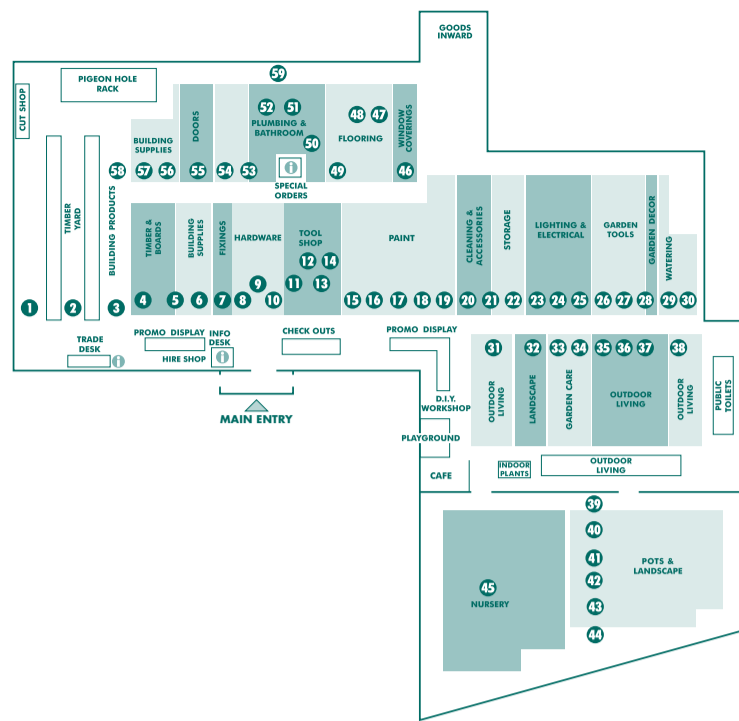 GOODS
INWARD
59
PIGEON HOLE
RACK
CUT SHOP
52
51
48
47
DOORS
PLUMBING &
BATHROOM
WINDOW
COVERINGS
BUILDING
SUPPLIES
50
FLOORING
58
57
56
55
54
53
i
49
46
SPECIAL
ORDERS
TIMBER
YARD
BUILDING PRODUCTS
TIMBER &
BOARDS
BUILDING
SUPPLIES
FIXINGS
HARDWARE
TOOL
SHOP
PAINT
CLEANING &
ACCESSORIES
STORAGE
LIGHTING &
ELECTRICAL
GARDEN
TOOLS
GARDEN DECOR
WATERING
12
14
9
11
13
1
2
3
4
5
6
7
8
10
15
16
17
18
19
20
21
22
23
24
25
26
27
28
29
30
TRADE
DESK
i
PROMO DISPLAY
HIRE SHOP
INFO
DESK
i
CHECK OUTS
PROMO DISPLAY
MAIN ENTRY
D.I.Y.
WORKSHOP
PLAYGROUND
CAFE
31
32
33
34
35
36
37
38
OUTDOOR
LIVING
LANDSCAPE
GARDEN CARE
OUTDOOR
LIVING
OUTDOOR
LIVING
PUBLIC
TOILETS
INDOOR
PLANTS
OUTDOOR
LIVING
39
40
41
42
43
44
POTS &
LANDSCAPE
45
NURSERY